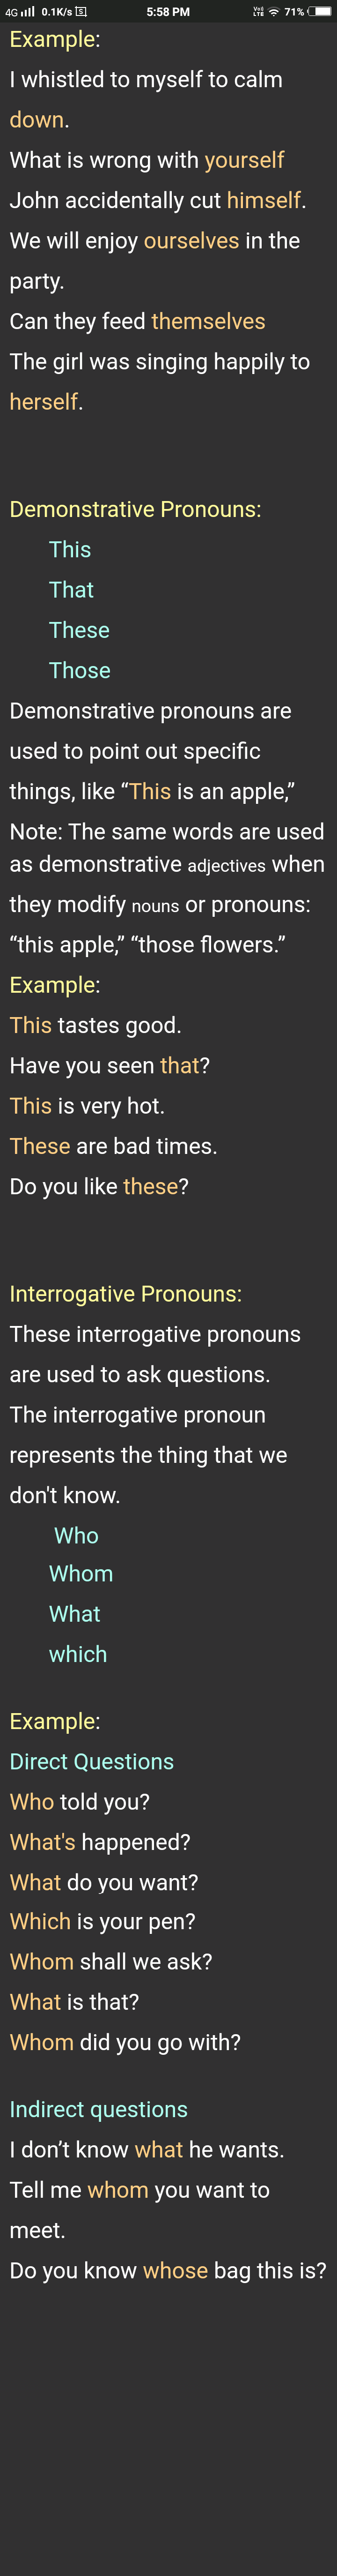 4G 0.1K/s 5:58 PM Vo) LTE 71%
Example:
I whistled to myself to calm
down.
What is wrong with yourself
John accidentally cut himself.
We will enjoy ourselves in the
party.
Can they feed themselves
The girl was singing happily to
herself.
Demonstrative Pronouns:
This
That
These
Those
Demonstrative pronouns are
used to point out specific
things, like “This is an apple,”
Note: The same words are used
as demonstrative adjectives when
they modify nouns or pronouns:
“this apple,” “those flowers.”
Example:
This tastes good.
Have you seen that?
This is very hot.
These are bad times.
Do you like these?
Interrogative Pronouns:
These interrogative pronouns
are used to ask questions.
The interrogative pronoun
represents the thing that we
don't know.
Who
Whom
What
which
Example:
Direct Questions
Who told you?
What's happened?
What do you want?
Which is your pen?
Whom shall we ask?
What is that?
Whom did you go with?
Indirect questions
I don’t know what he wants.
Tell me whom you want to
meet.
Do you know whose bag this is?